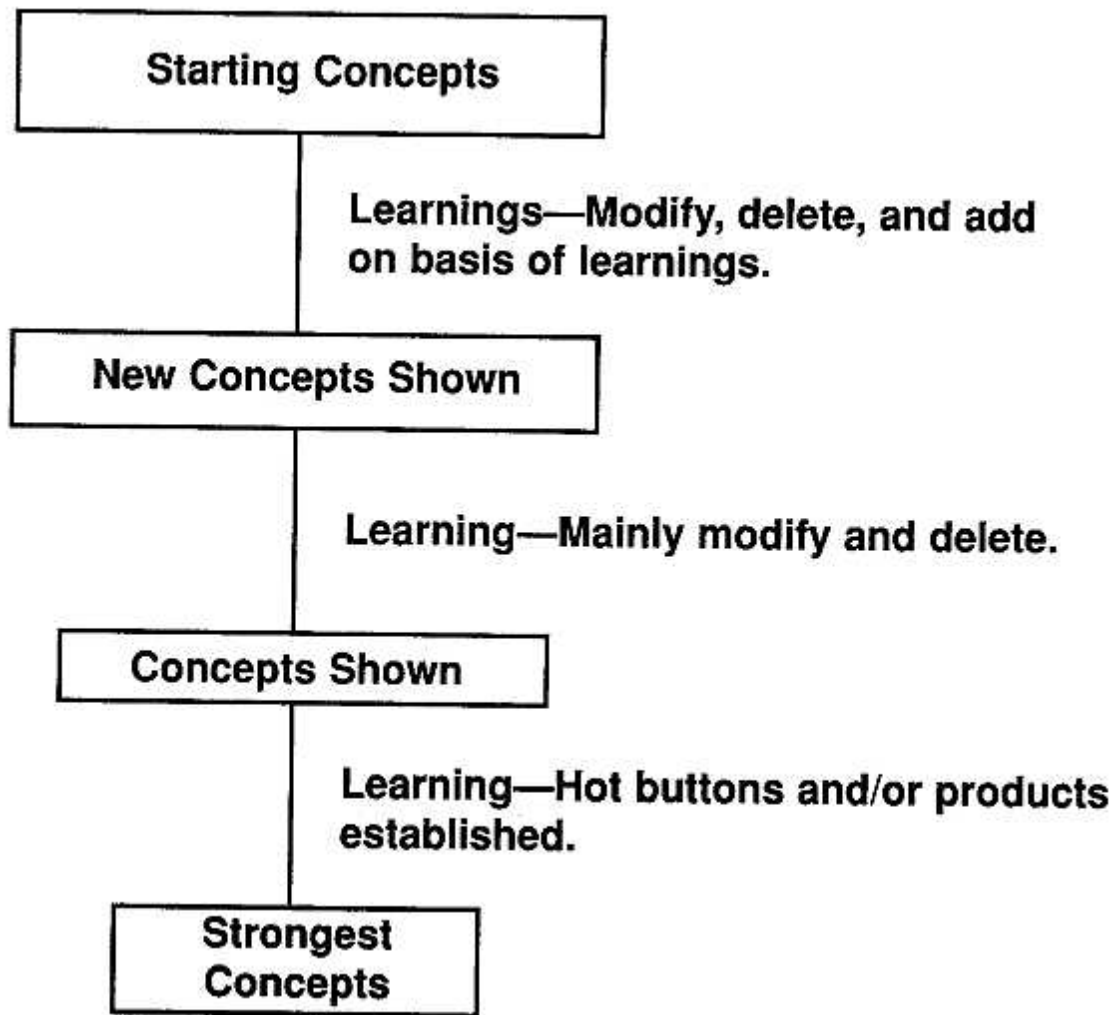 Starting Concepts
Learnings—Modify, delete, and add
on basis of learnings.
New Concepts Shown
Learning—Mainly modify and delete.
Concepts Shown
Learning—Hot buttons and/or products
established.
Strongest
Concepts